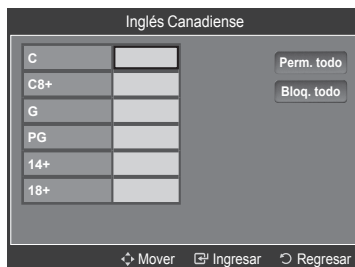 Inglés Canadiense
C
Perm. todo
C8+
Bloq. todo
G
PG
14+
18+
Mover Ingresar Regresar